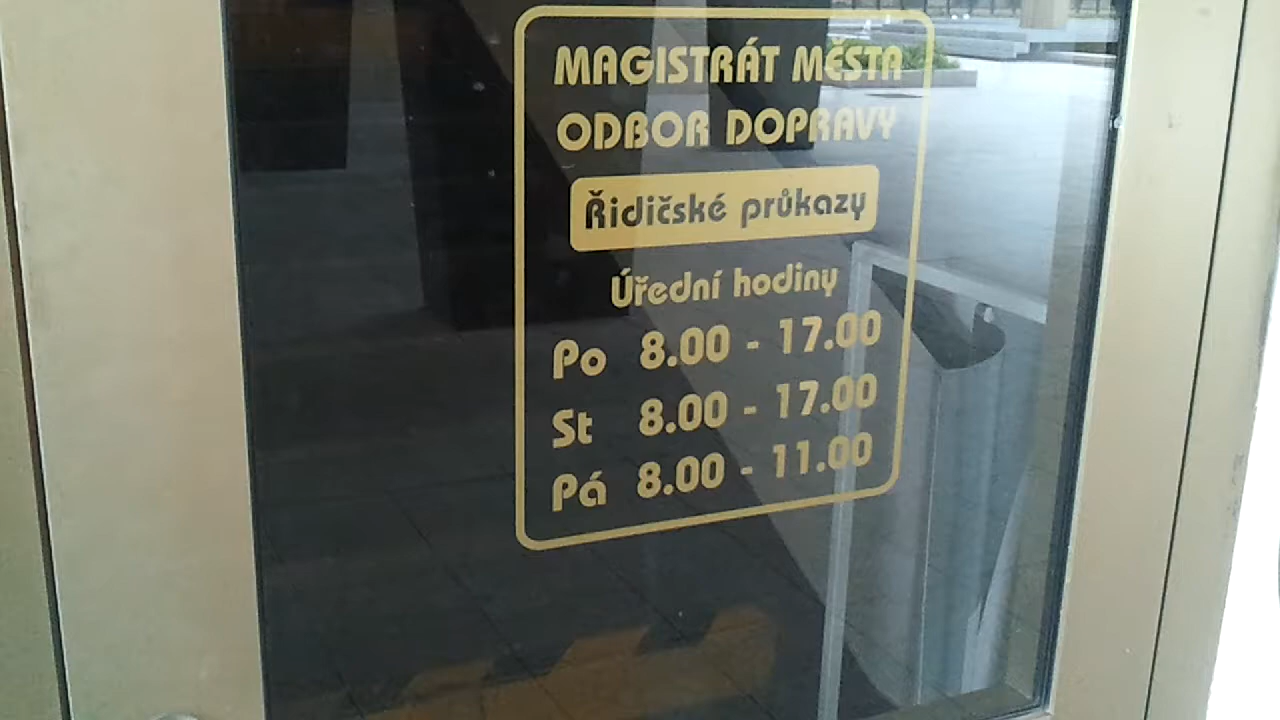 MAGISTRÁT MĚSTA
ODBOR DOPRAVY
Řidičské průkazy
Úřední hodiny
Po 8.00 - 17.00
St 8.00 - 17.00
Pá 8.00 - 11.00